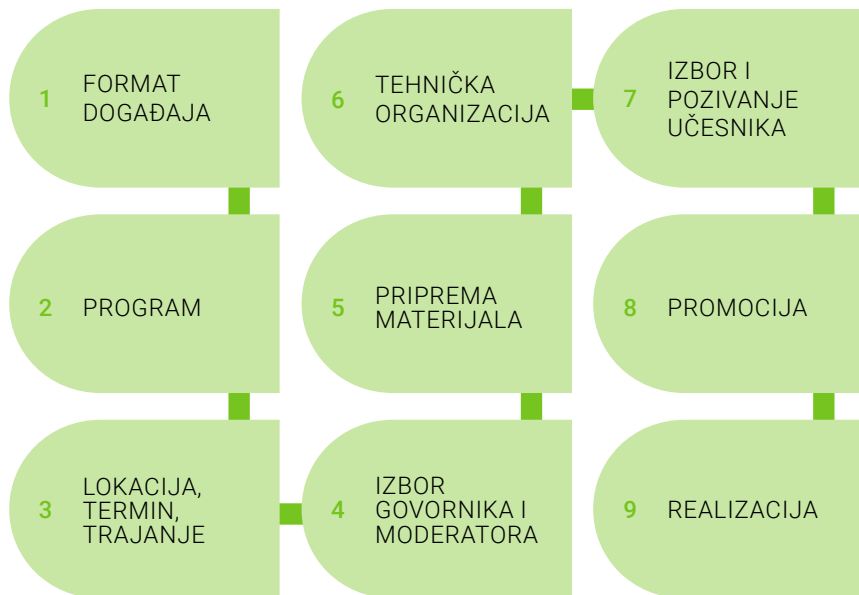 1 FORMAT
DOGAĐAJA
2 PROGRAM
3 LOKACIJA,
TERMIN,
TRAJANJE
4 IZBOR
GOVORNIKA I
MODERATORA
5 PRIPREMA
MATERIJALA
6 TEHNIČKA
ORGANIZACIJA
7 IZBOR I
POZIVANJE
UČESNIKA
8 PROMOCIJA
9 REALIZACIJA